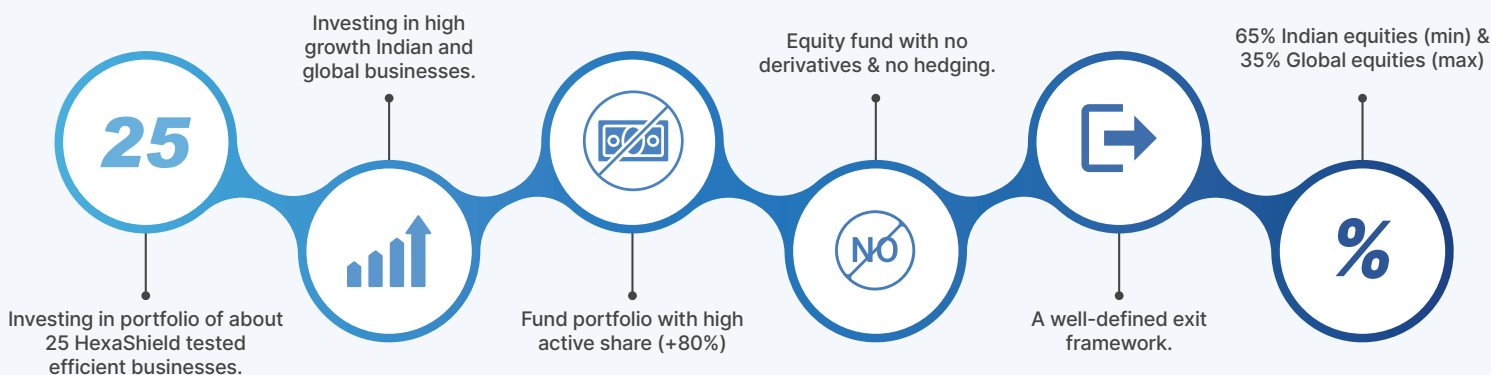 25
Investing in portfolio of about
25 HexaShield tested
efficient businesses.
Investing in high
growth Indian and
global businesses.
Fund portfolio with high
active share (+80%)
Equity fund with no
derivatives & no hedging.
NO
A well-defined exit
framework.
65% Indian equities (min) &
35% Global equities (max)
%